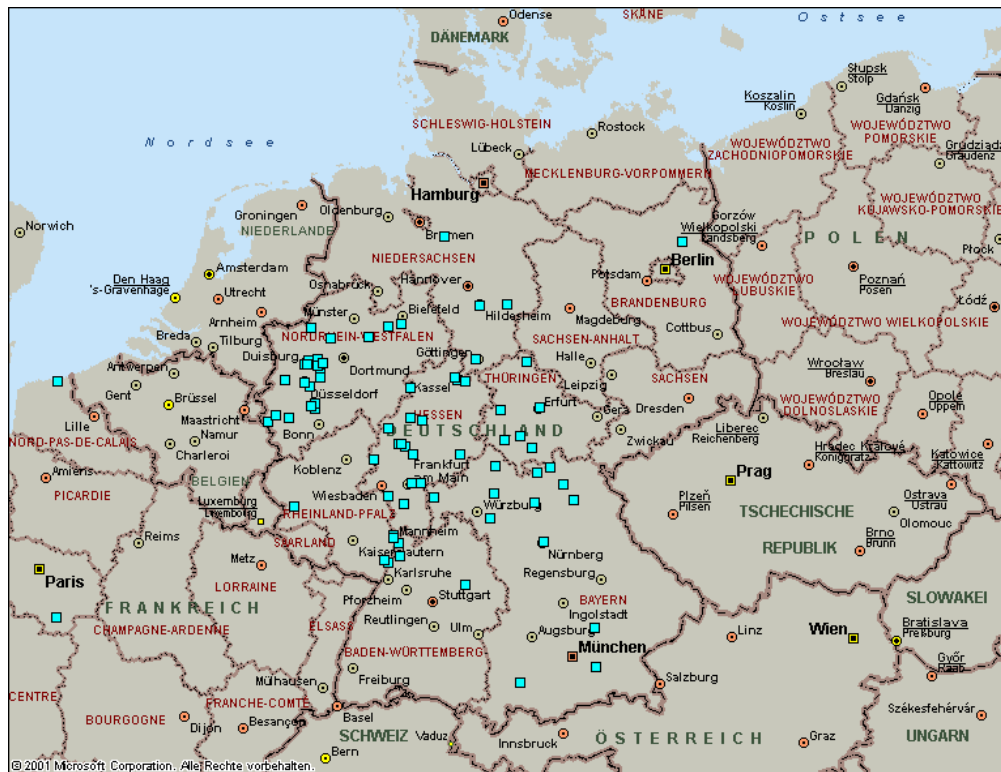 Odense
SKÅNE
Ostsee
DÄNEMARK
Słupsk
Stolp
Gdańsk
Danzig
Koszalin
Köslin
Nordsee
SCHLESWIG-HOLSTEIN
Rostock
WOJEWÓDZTWO
ZACHODNIOPOMORSKIE
WOJEWÓDZTWO
POMORSKIE
Grudziądz
Graudenz
Lübeck
MECKLENBURG-VORPOMMERN
Hamburg
WOJEWÓDZTWO
KUJAWSKO-POMORSKIE
Norwich
Groningen
NIEDERLANDE
Oldenburg
Bremen
Gorzów
Wielkopolski
Landsberg
POLEN
Płock
NIEDERSACHSEN
Amsterdam
Den Haag
's-Gravenhage
Utrecht
Osnabrück
Hannover
Berlin
Potsdam
BRANDENBURG
WOJEWÓDZTWO
LUBUSKIE
Poznań
Posen
Arnheim
Münster
Bielefeld
Hildesheim
Magdeburg
Łódź
Breda
Tilburg
NORDRHEIN-WESTFALEN
SACHSEN-ANHALT
Cottbus
WOJEWÓDZTWO WIELKOPOLSKIE
Duisburg
Dortmund
Göttingen
Halle
Wrocław
Breslau
Antwerpen
Gent
Kassel
THÜRINGEN
Leipzig
SACHSEN
Brüssel
Düsseldorf
Erfurt
Dresden
WOJEWÓDZTWO
DOLNOSLASKIE
Opole
Oppeln
Lille
Maastricht
HESSEN
Gera
Liberec
Reichenberg
NORD-PAS-DE-CALAIS
Namur
Charleroi
Bonn
DEUTSCHLAND
Zwickau
Hradec Králové
Königgrätz
Katowice
Kattowitz
Amiens
PICARDIE
BELGIEN
Koblenz
Frankfurt
am Main
Prag
Luxemburg
Luxembourg
Wiesbaden
RHEINLAND-PFALZ
Würzburg
Plzeň
Pilsen
TSCHECHISCHE
REPUBLIK
Ostrava
Ostrau
Olomouc
Reims
SAARLAND
Mannheim
Kaiserslautern
Nürnberg
Brno
Brünn
Paris
Metz
LORRAINE
Karlsruhe
Regensburg
FRANKREICH
Pforzheim
Stuttgart
BAYERN
Ingolstadt
SLOWAKEI
CHAMPAGNE-ARDENNE
ELSASS
Reutlingen
Ulm
Augsburg
Linz
Wien
Bratislava
Preßburg
BADEN-WÜRTTEMBERG
München
Győr
Raab
CENTRE
Mülhausen
Freiburg
Salzburg
FRANCHE-COMTÉ
BOURGOGNE
Dijon
Besançon
Basel
Székesfehérvár
SCHWEIZ
Vaduz
Innsbruck
ÖSTERREICH
Graz
UNGARN
Bern
© 2001 Microsoft Corporation. Alle Rechte vorbehalten.